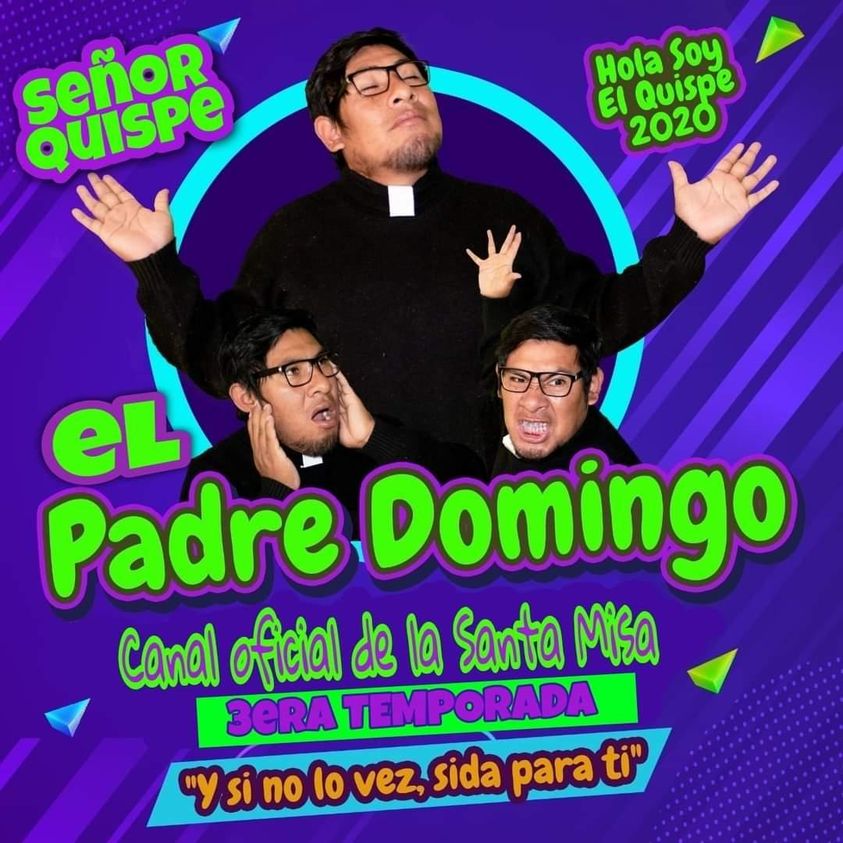 Señor
Quispe
Hola Soy
El Quispe
2020
el
Padre Domingo
Canal oficial de la Santa Misa
3era Temporada
"Y si no lo vez, sida para ti"